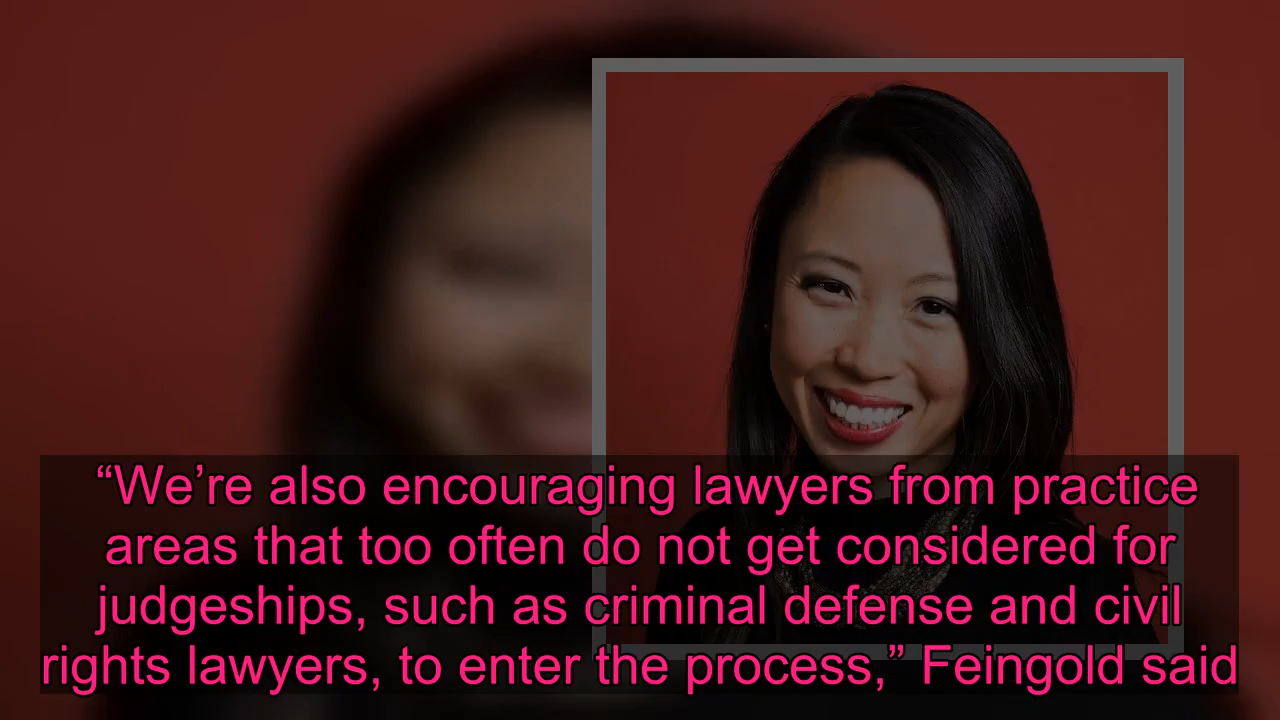 “We’re also encouraging lawyers from practice
areas that too often do not get considered for
judgeships, such as criminal defense and civil
rights lawyers, to enter the process,” Feingold said